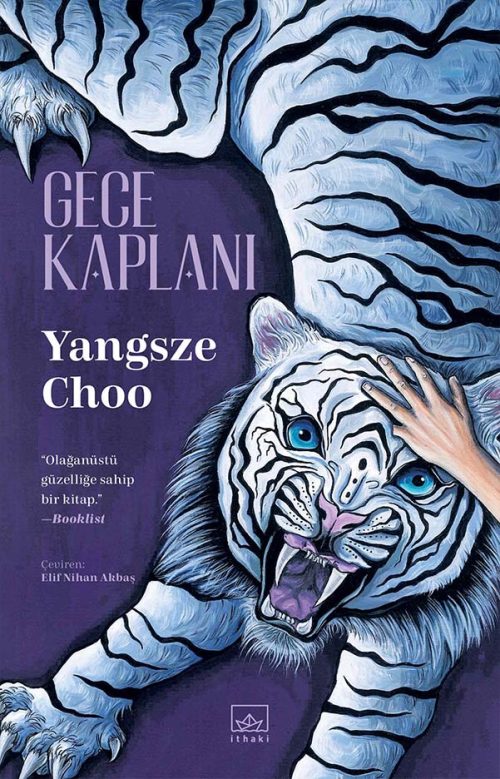 GECE
KAPLANI
Yangsze
Choo
“Olağanüstü
güzelliğe sahip
bir kitap.”
—Booklist
Çeviren:
Elif Nihan Akbaş
ithaki